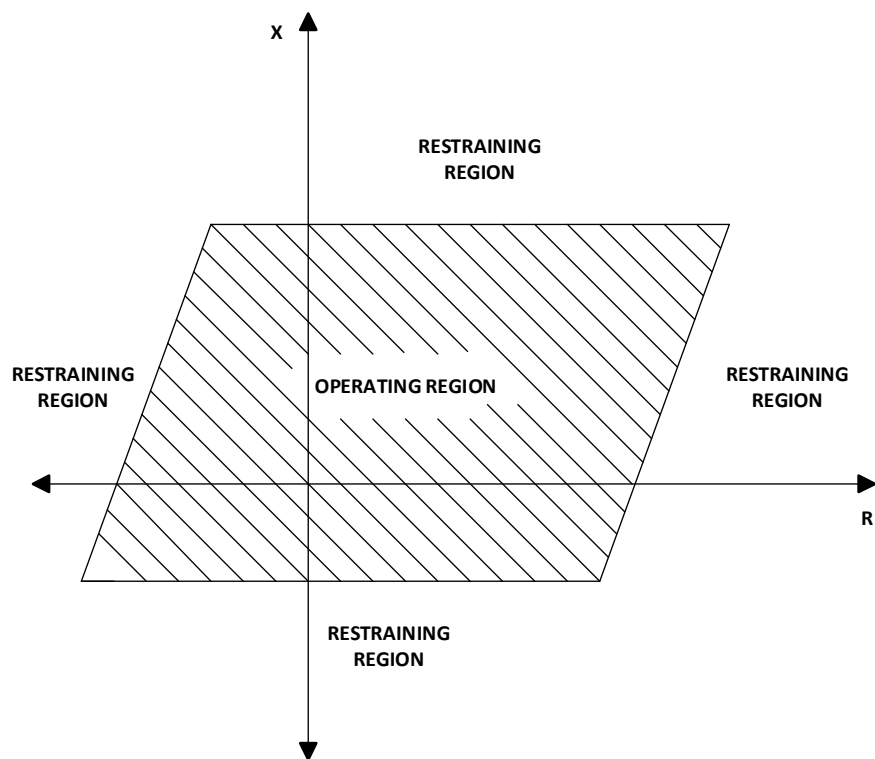 X
RESTRAINING
REGION
RESTRAINING
REGION
OPERATING REGION
RESTRAINING
REGION
R
RESTRAINING
REGION